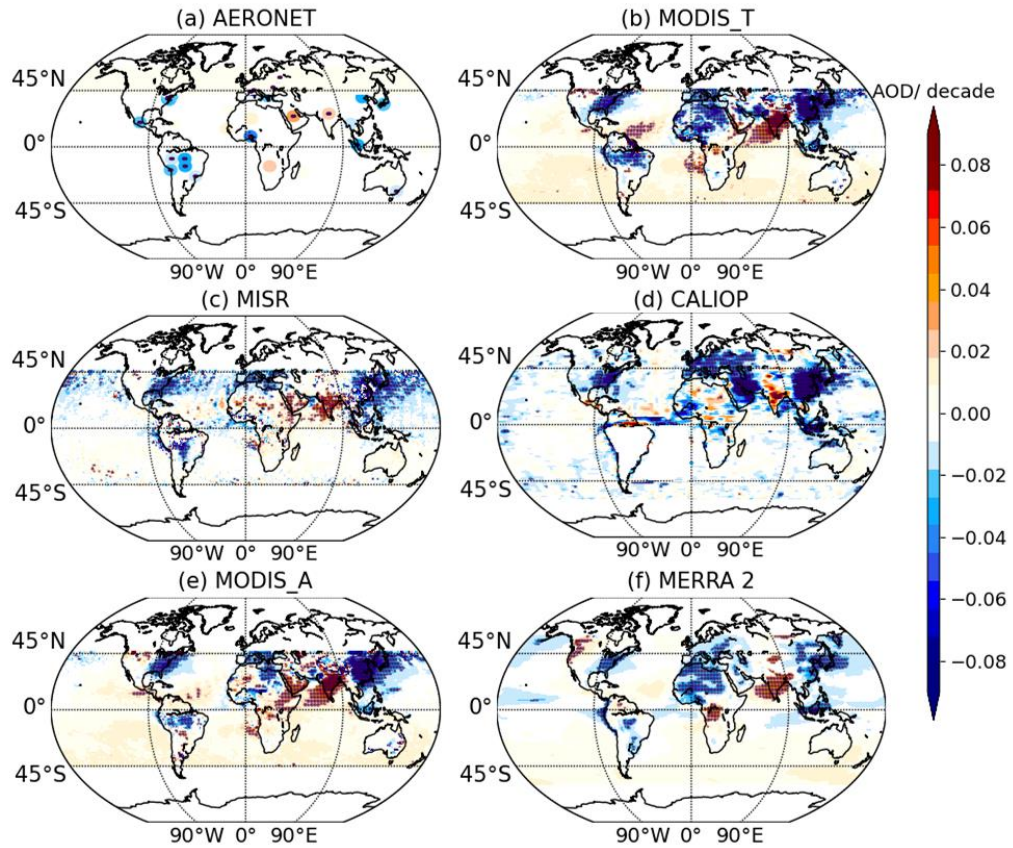 (a) AERONET
(b) MODIS_T
45°N
0°
45°S
90°W 0° 90°E
45°N
0°
45°S
90°W 0° 90°E
AOD/ decade
0.08
0.06
0.04
0.02
0.00
−0.02
−0.04
−0.06
−0.08
(c) MISR
(d) CALIOP
45°N
0°
45°S
90°W 0° 90°E
45°N
0°
45°S
90°W 0° 90°E
(e) MODIS_A
(f) MERRA 2
45°N
0°
45°S
90°W 0° 90°E
45°N
0°
45°S
90°W 0° 90°E